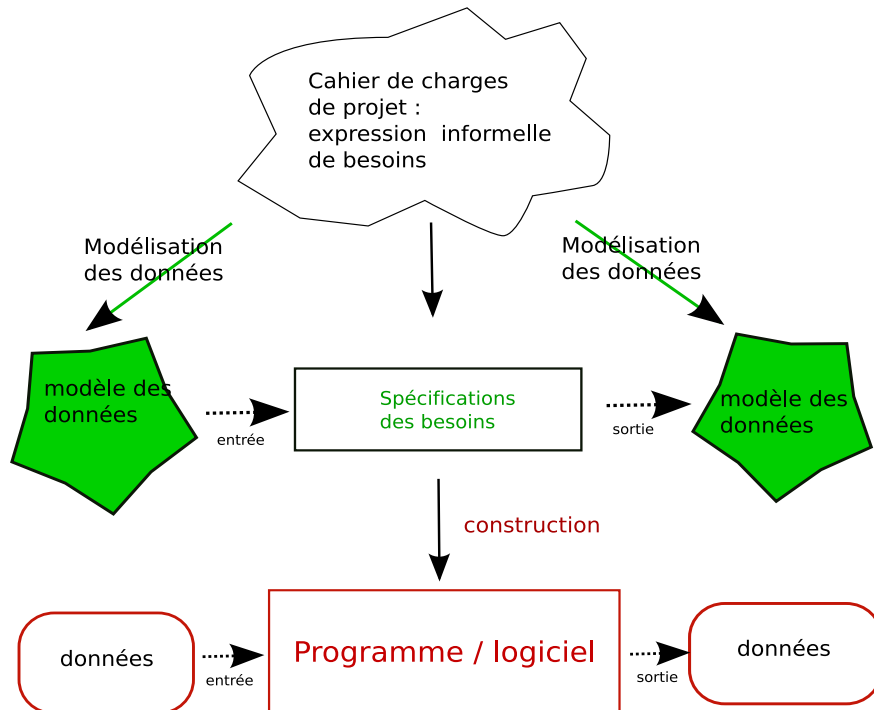 Cahier de charges
de projet :
expression informelle
de besoins
Modélisation
des données
Modélisation
des données
modèle des
données
entrée
Spécifications
des besoins
sortie
modèle des
données
construction
données
entrée
Programme / logiciel
sortie
données